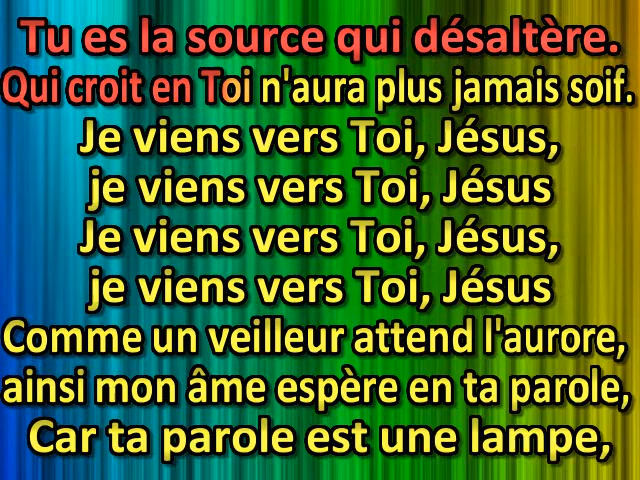 Tu es la source qui désaltère.
Qui croit en Toi n'aura plus jamais soif.
Je viens vers Toi, Jésus,
je viens vers Toi, Jésus
Je viens vers Toi, Jésus,
je viens vers Toi, Jésus
Comme un veilleur attend l'aurore,
ainsi mon âme espère en ta parole,
Car ta parole est une lampe,